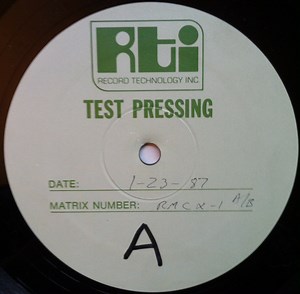 Rti
RECORD TECHNOLOGY INC.
TEST PRESSING
DATE: 1-23-87
MATRIX NUMBER: RMCX-1 A/B
A